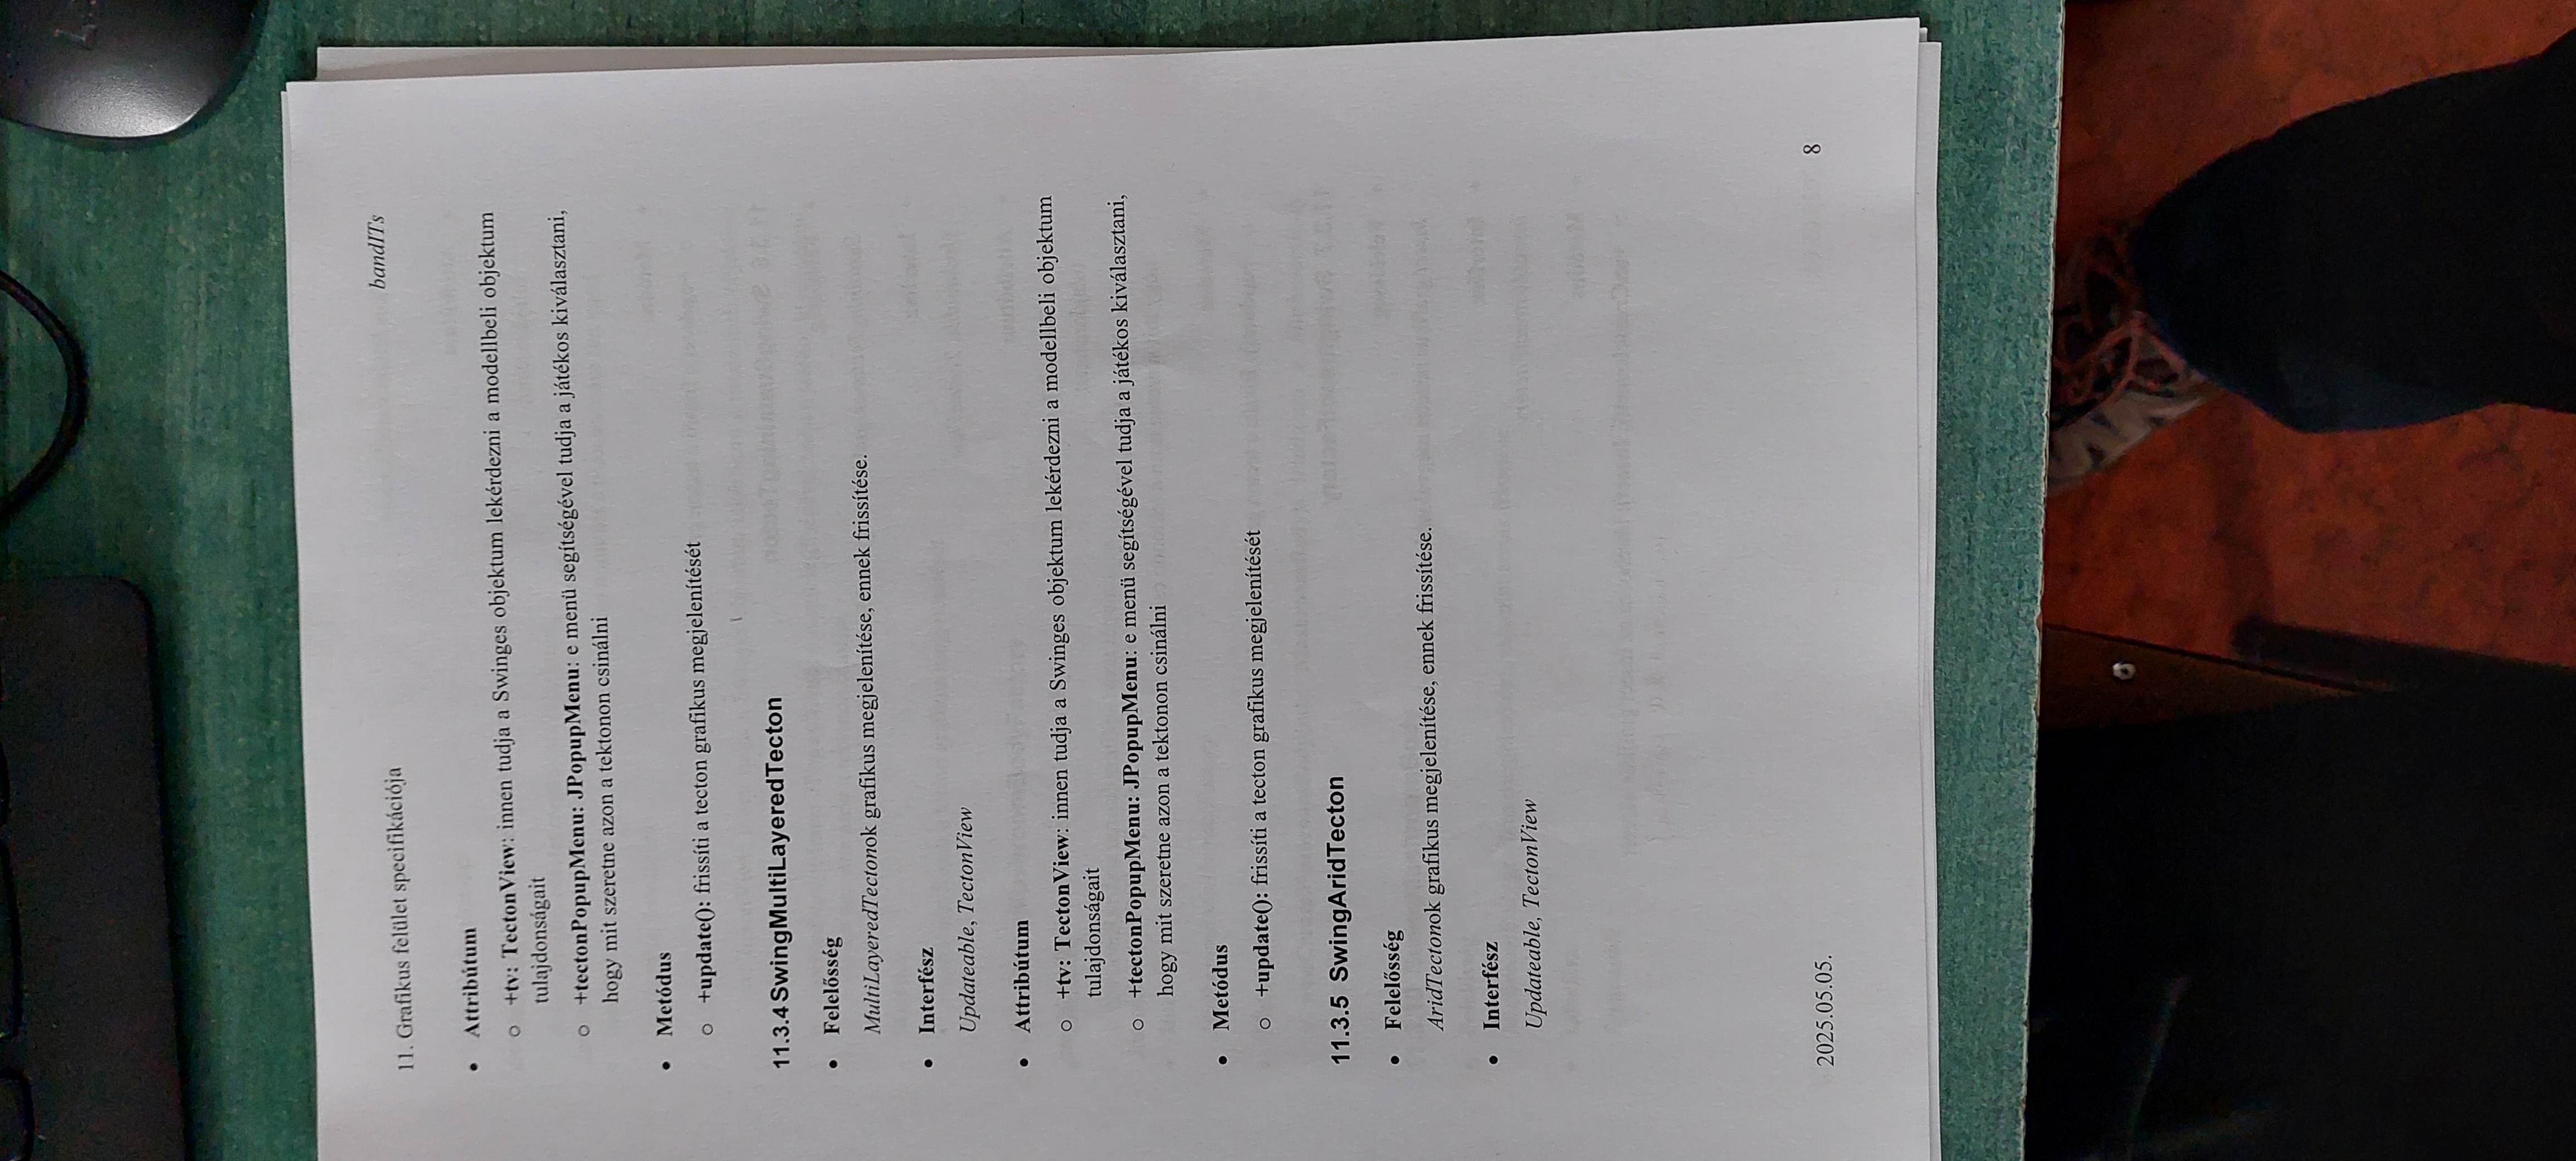 11. Grafikus felület specifikációja
bandITs
• Attribútum
o +tv: TectonView: innen tudja a Swinges objektum lekérdezni a modellbeli objektum
tulajdonságait
o +tectonPopupMenu: JPopupMenu: e menü segítségével tudja a játékos kiválasztani,
hogy mit szeretne azon a tektonon csinálni
• Metódus
o +update(): frissíti a tecton grafikus megjelenítését
11.3.4 SwingMultiLayeredTecton
• Felelősség
MultiLayeredTectonok grafikus megjelenítése, ennek frissítése.
• Interfész
Updateable, TectonView
• Attribútum
o +tv: TectonView: innen tudja a Swinges objektum lekérdezni a modellbeli objektum
tulajdonságait
o +tectonPopupMenu: JPopupMenu: e menü segítségével tudja a játékos kiválasztani,
hogy mit szeretne azon a tektonon csinálni
• Metódus
o +update(): frissíti a tecton grafikus megjelenítését
11.3.5 SwingAridTecton
• Felelősség
AridTectonok grafikus megjelenítése, ennek frissítése.
• Interfész
Updateable, TectonView
2025.05.05.
8